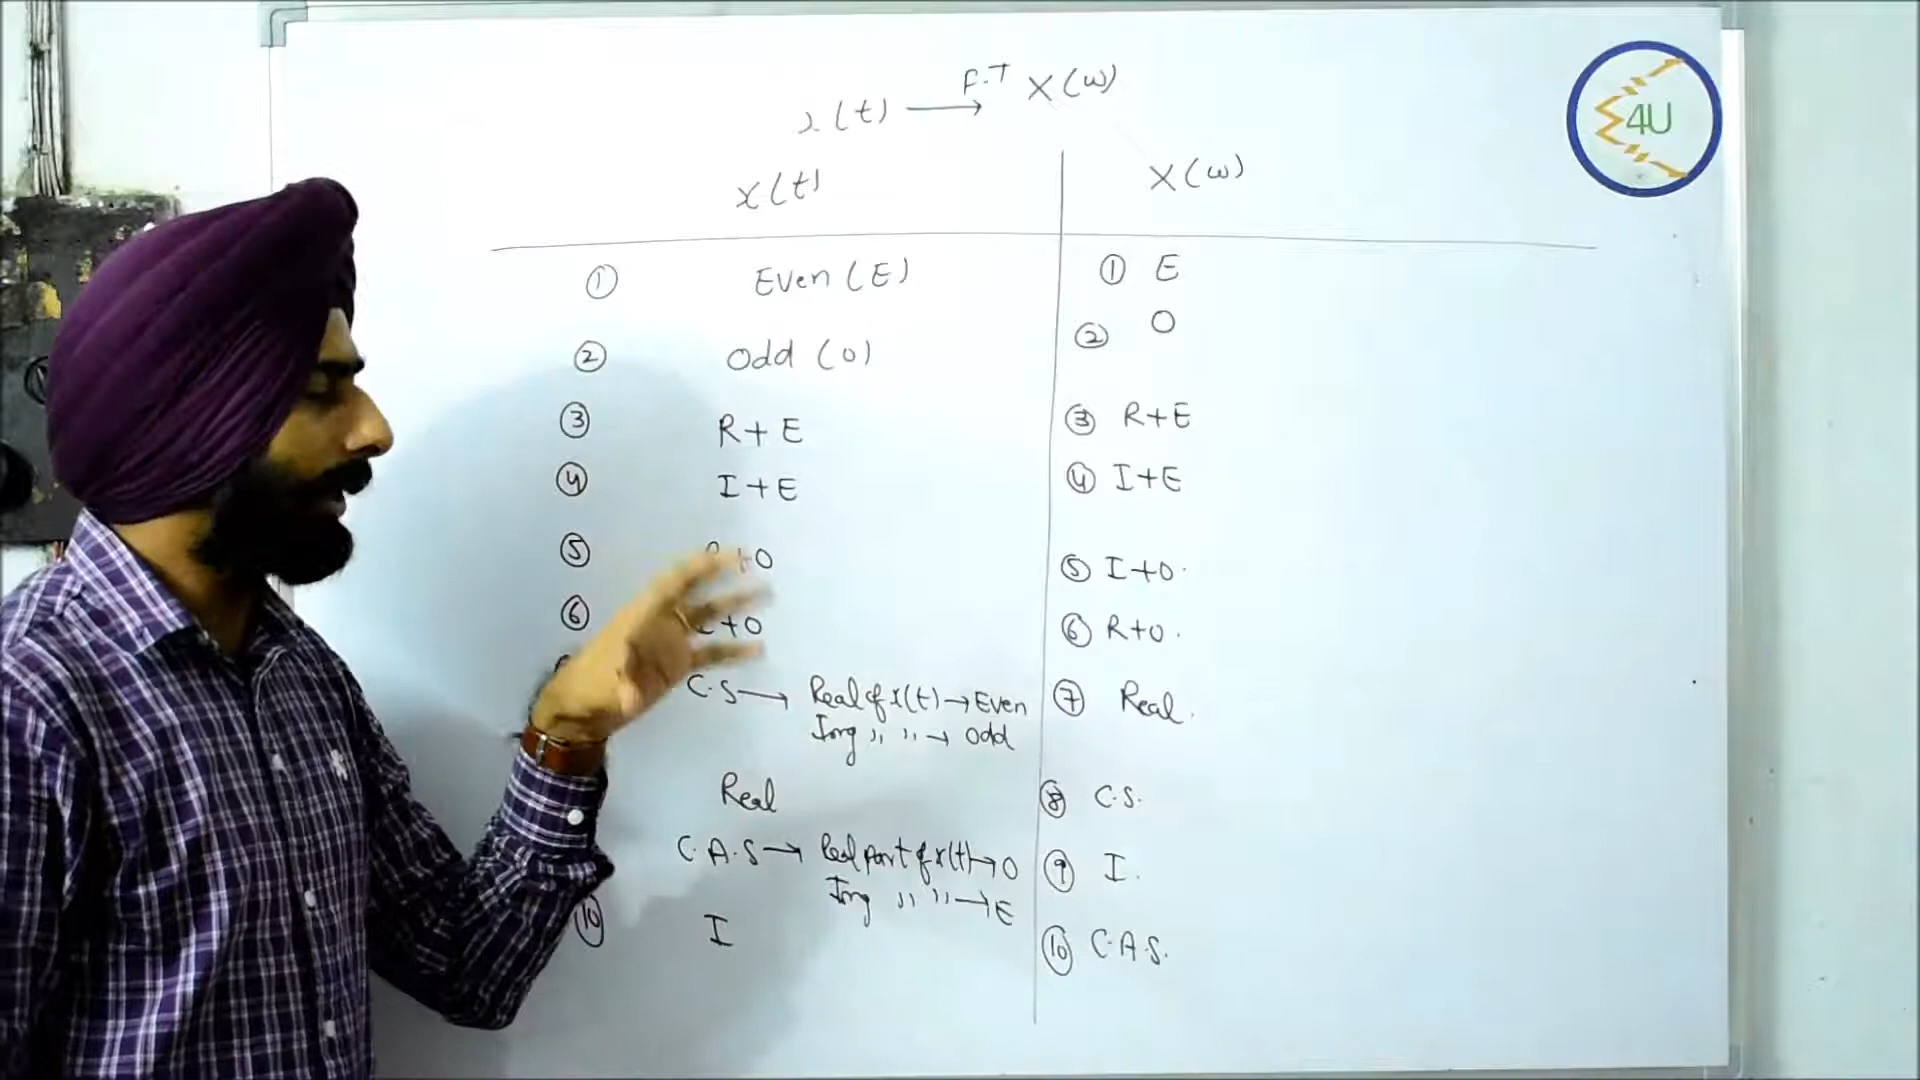 x(t) → F.T X(ω)
x(t) X(ω)
① Even (E) ① E
② Odd (O) ② O
③ R+E ③ R+E
④ I+E ④ I+E
⑤ +O ⑤ I+O.
⑥ +O ⑥ R+O.
C.S → Real of x(t) → Even ⑦ Real.
Img ,, ,, → odd
Real ⑧ C.S.
C.A.S → Real part of x(t) → O ⑨ I.
Img ,, ,, → E
⑩ I ⑩ C.A.S.
4U